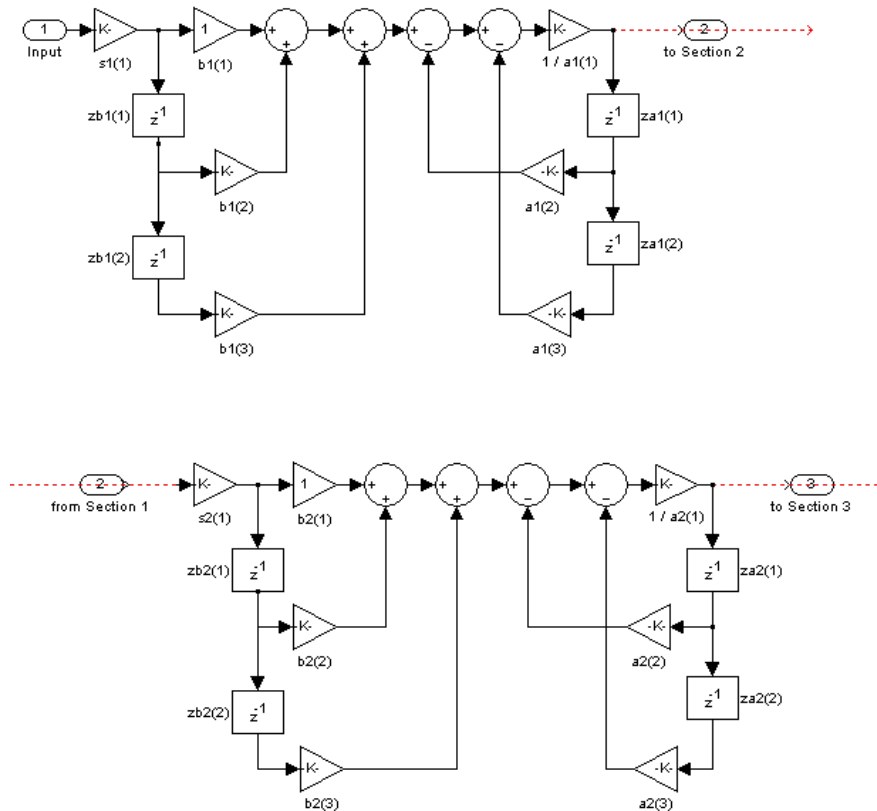 1
K-
1
+
+
+
+
+
−
+
−
K-
2
Input
s1(1)
b1(1)
1 / a1(1)
to Section 2
zb1(1)
z-1
z-1
za1(1)
K-
-K-
b1(2)
a1(2)
zb1(2)
z-1
z-1
za1(2)
K-
-K-
b1(3)
a1(3)
2
K-
1
+
+
+
+
+
−
+
−
K-
3
from Section 1
s2(1)
b2(1)
1 / a2(1)
to Section 3
zb2(1)
z-1
z-1
za2(1)
K-
-K-
b2(2)
a2(2)
zb2(2)
z-1
z-1
za2(2)
K-
-K-
b2(3)
a2(3)